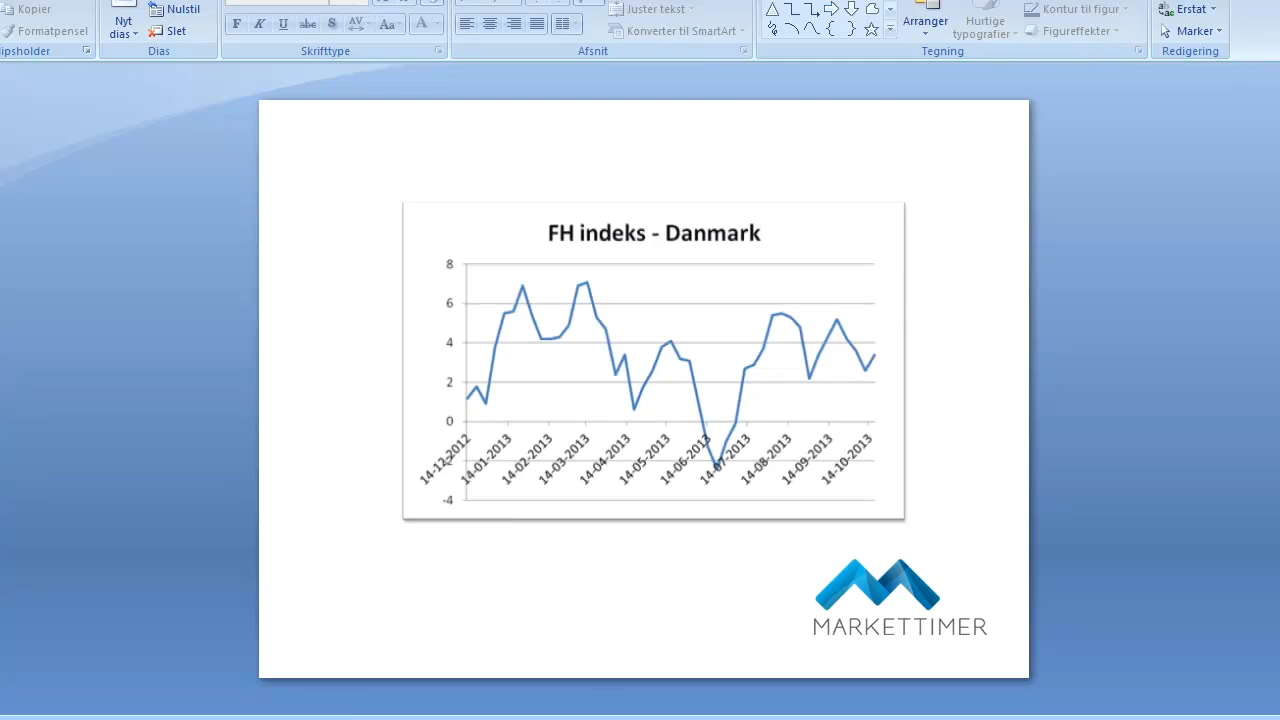 Kopier
Formatpensel
Nyt
dias
Nulstil
Slet
Dias
F K U abc S AV Aa A
Skrifttype
Juster tekst
Konverter til SmartArt
Afsnit
Arranger
Hurtige
typografier
Kontur til figur
Figureffekter
Tegning
Erstat
Marker
Redigering
FH indeks - Danmark
8
6
4
2
0
-2
-4
14-12-2012
14-01-2013
14-02-2013
14-03-2013
14-04-2013
14-05-2013
14-06-2013
14-07-2013
14-08-2013
14-09-2013
14-10-2013
MARKETTIMER